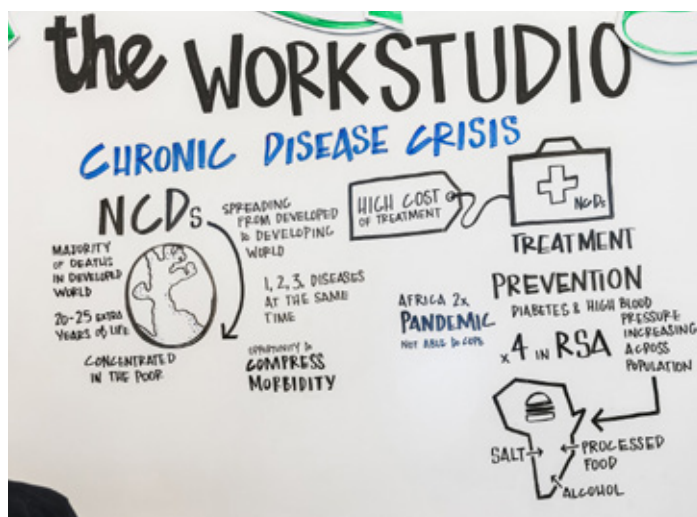 the WORKSTUDIO
CHRONIC DISEASE CRISIS
NCDs
MAJORITY
OF DEATHS
IN DEVELOPED
WORLD
20-25 EXTRA
YEARS OF LIFE
CONCENTRATED
IN THE POOR
SPREADING
FROM DEVELOPED
to DEVELOPING
WORLD
1, 2, 3. DISEASES
AT THE SAME
TIME
OPPORTUNITY to
COMPRESS
MORBIDITY
HIGH COST
OF TREATMENT
NCDs
TREATMENT
PREVENTION
DIABETES & HIGH BLOOD
PRESSURE
INCREASING
ACROSS
POPULATION
AFRICA 2x
PANDEMIC
NOT ABLE to COPE
x4 IN RSA
SALT
PROCESSED
FOOD
ALCOHOL